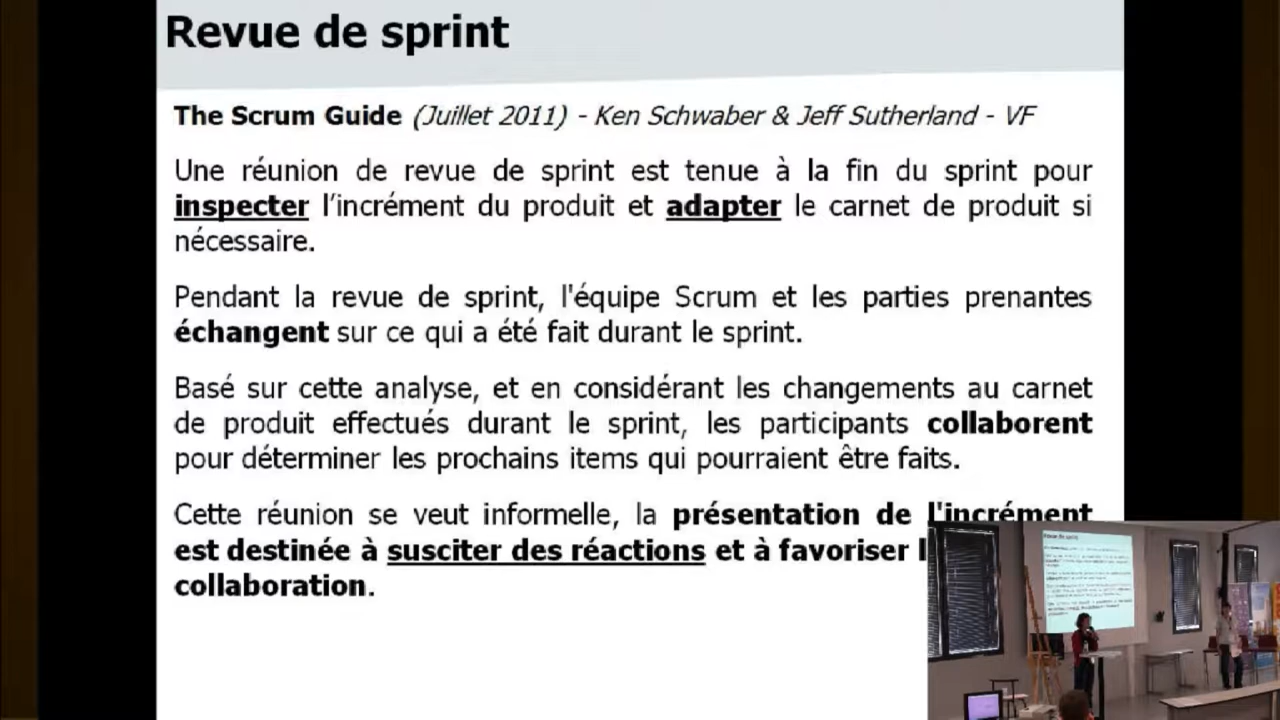 Revue de sprint
The Scrum Guide (Juillet 2011) - Ken Schwaber & Jeff Sutherland - VF
Une réunion de revue de sprint est tenue à la fin du sprint pour
inspecter l’incrément du produit et adapter le carnet de produit si
nécessaire.
Pendant la revue de sprint, l'équipe Scrum et les parties prenantes
échangent sur ce qui a été fait durant le sprint.
Basé sur cette analyse, et en considérant les changements au carnet
de produit effectués durant le sprint, les participants collaborent
pour déterminer les prochains items qui pourraient être faits.
Cette réunion se veut informelle, la présentation de l'incrément
est destinée à susciter des réactions et à favoriser
collaboration.
Revue de sprint